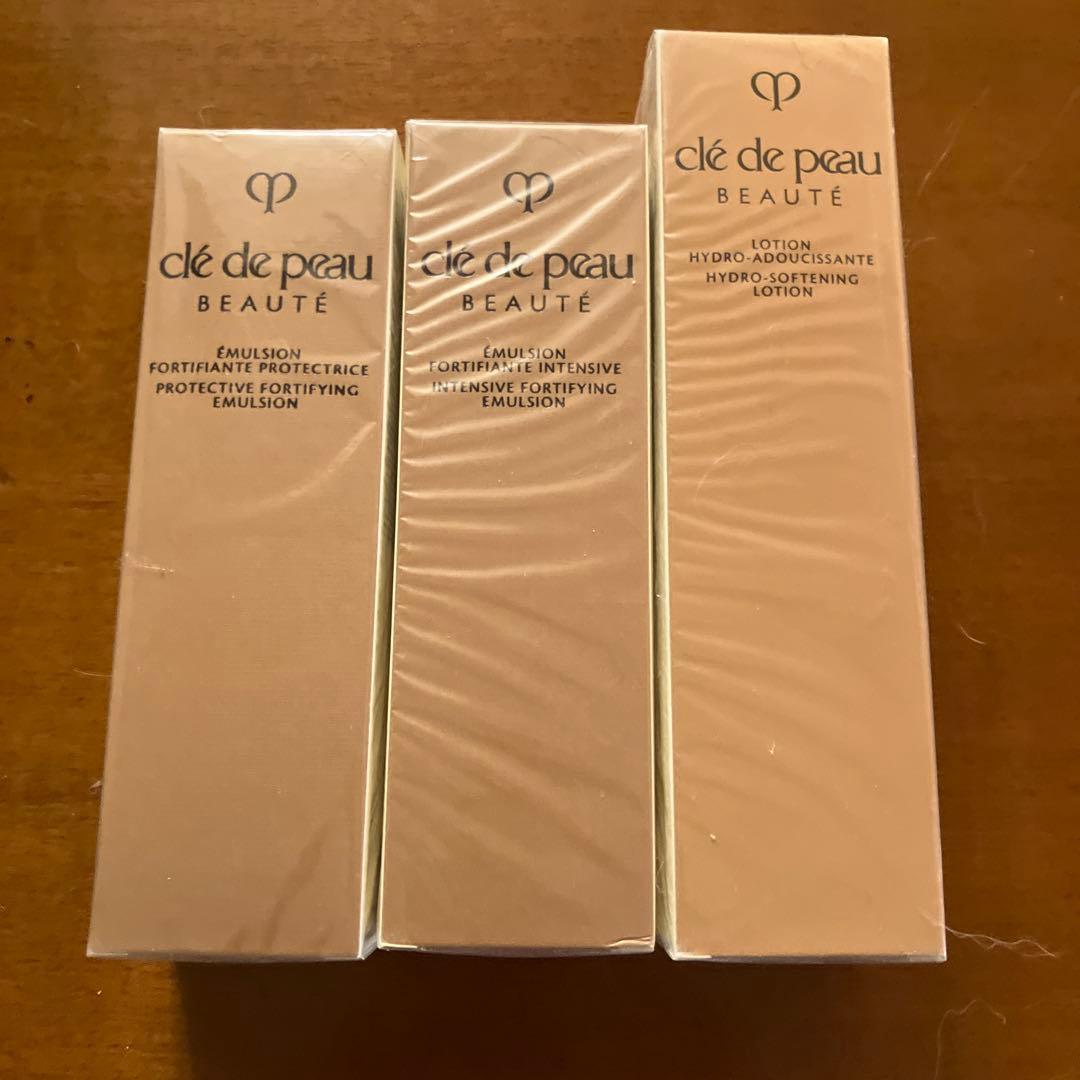 clé de peau
BEAUTÉ
ÉMULSION
FORTIFIANTE PROTECTRICE
PROTECTIVE FORTIFYING
EMULSION
clé de peau
BEAUTÉ
ÉMULSION
FORTIFIANTE INTENSIVE
INTENSIVE FORTIFYING
EMULSION
clé de peau
BEAUTÉ
LOTION
HYDRO-ADOUCISSANTE
HYDRO-SOFTENING
LOTION